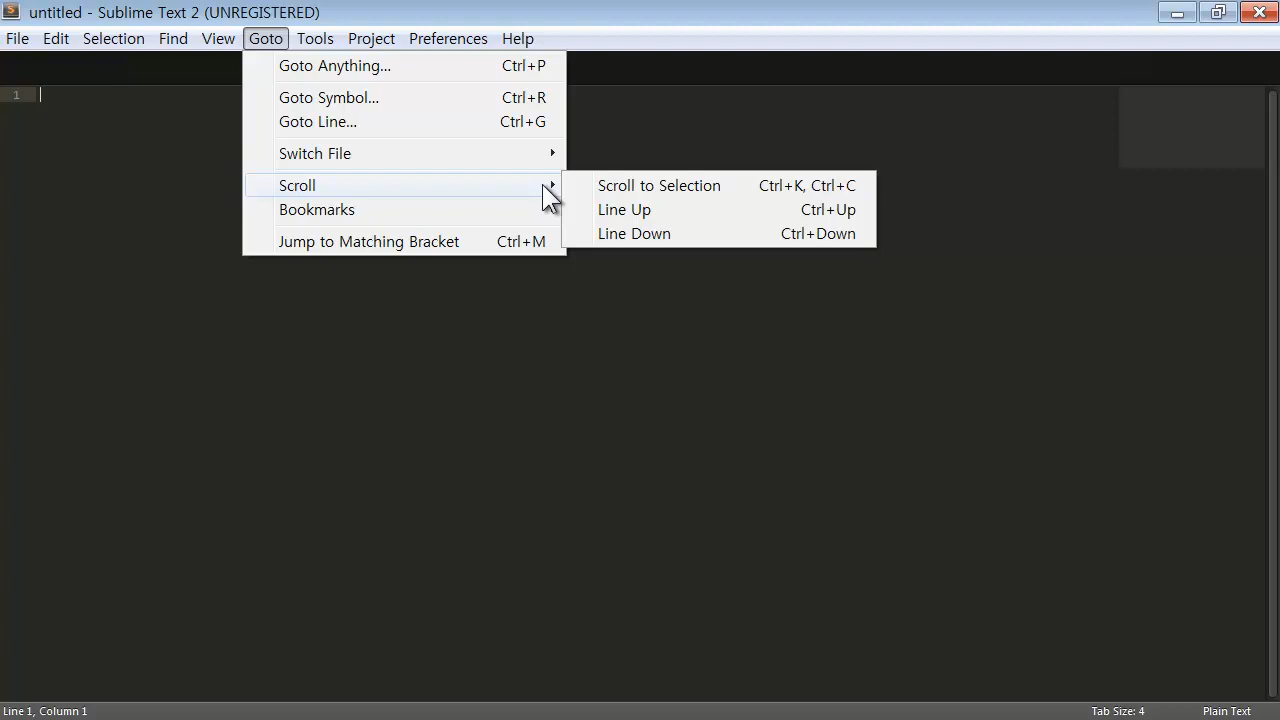 untitled - Sublime Text 2 (UNREGISTERED)
File Edit Selection Find View Goto Tools Project Preferences Help
Goto Anything... Ctrl+P
1
Goto Symbol... Ctrl+R
Goto Line... Ctrl+G
Switch File
Scroll
Bookmarks
Jump to Matching Bracket Ctrl+M
Scroll to Selection Ctrl+K, Ctrl+C
Line Up Ctrl+Up
Line Down Ctrl+Down
Line 1, Column 1 Tab Size: 4 Plain Text